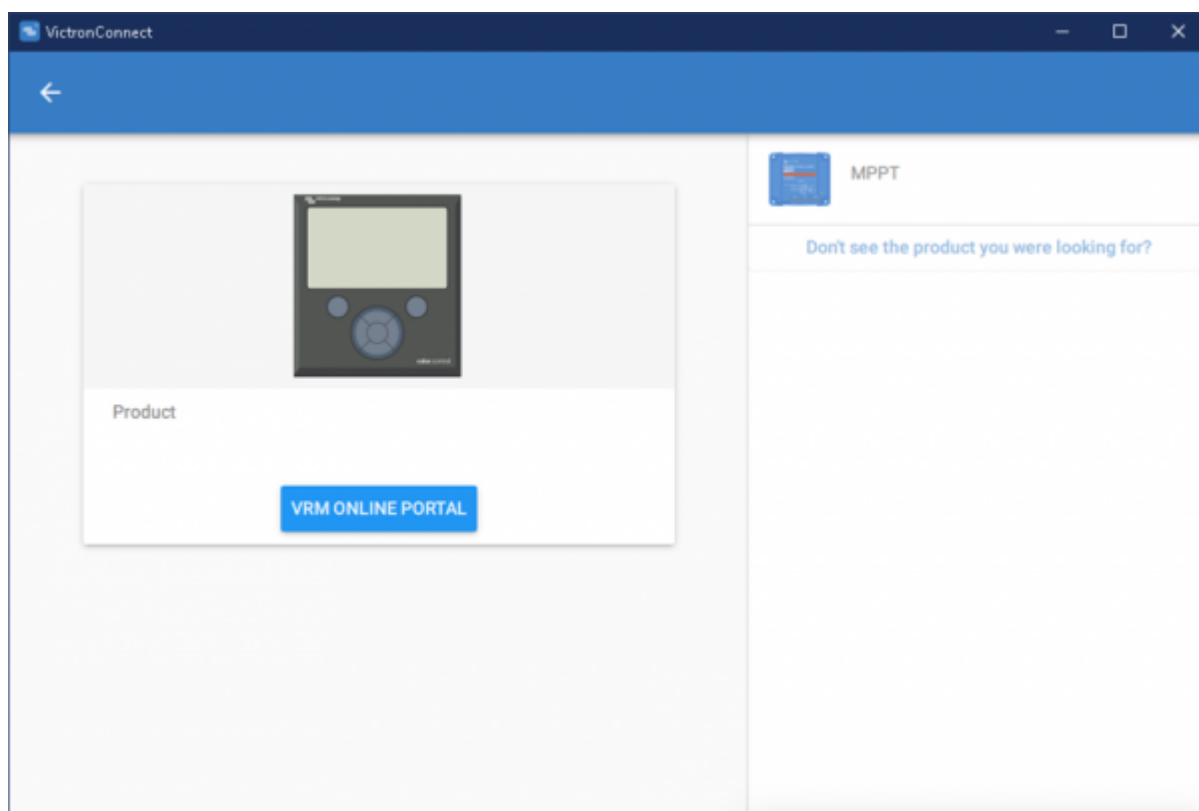 VictronConnect
MPPT
Don't see the product you were looking for?
Product
VRM ONLINE PORTAL